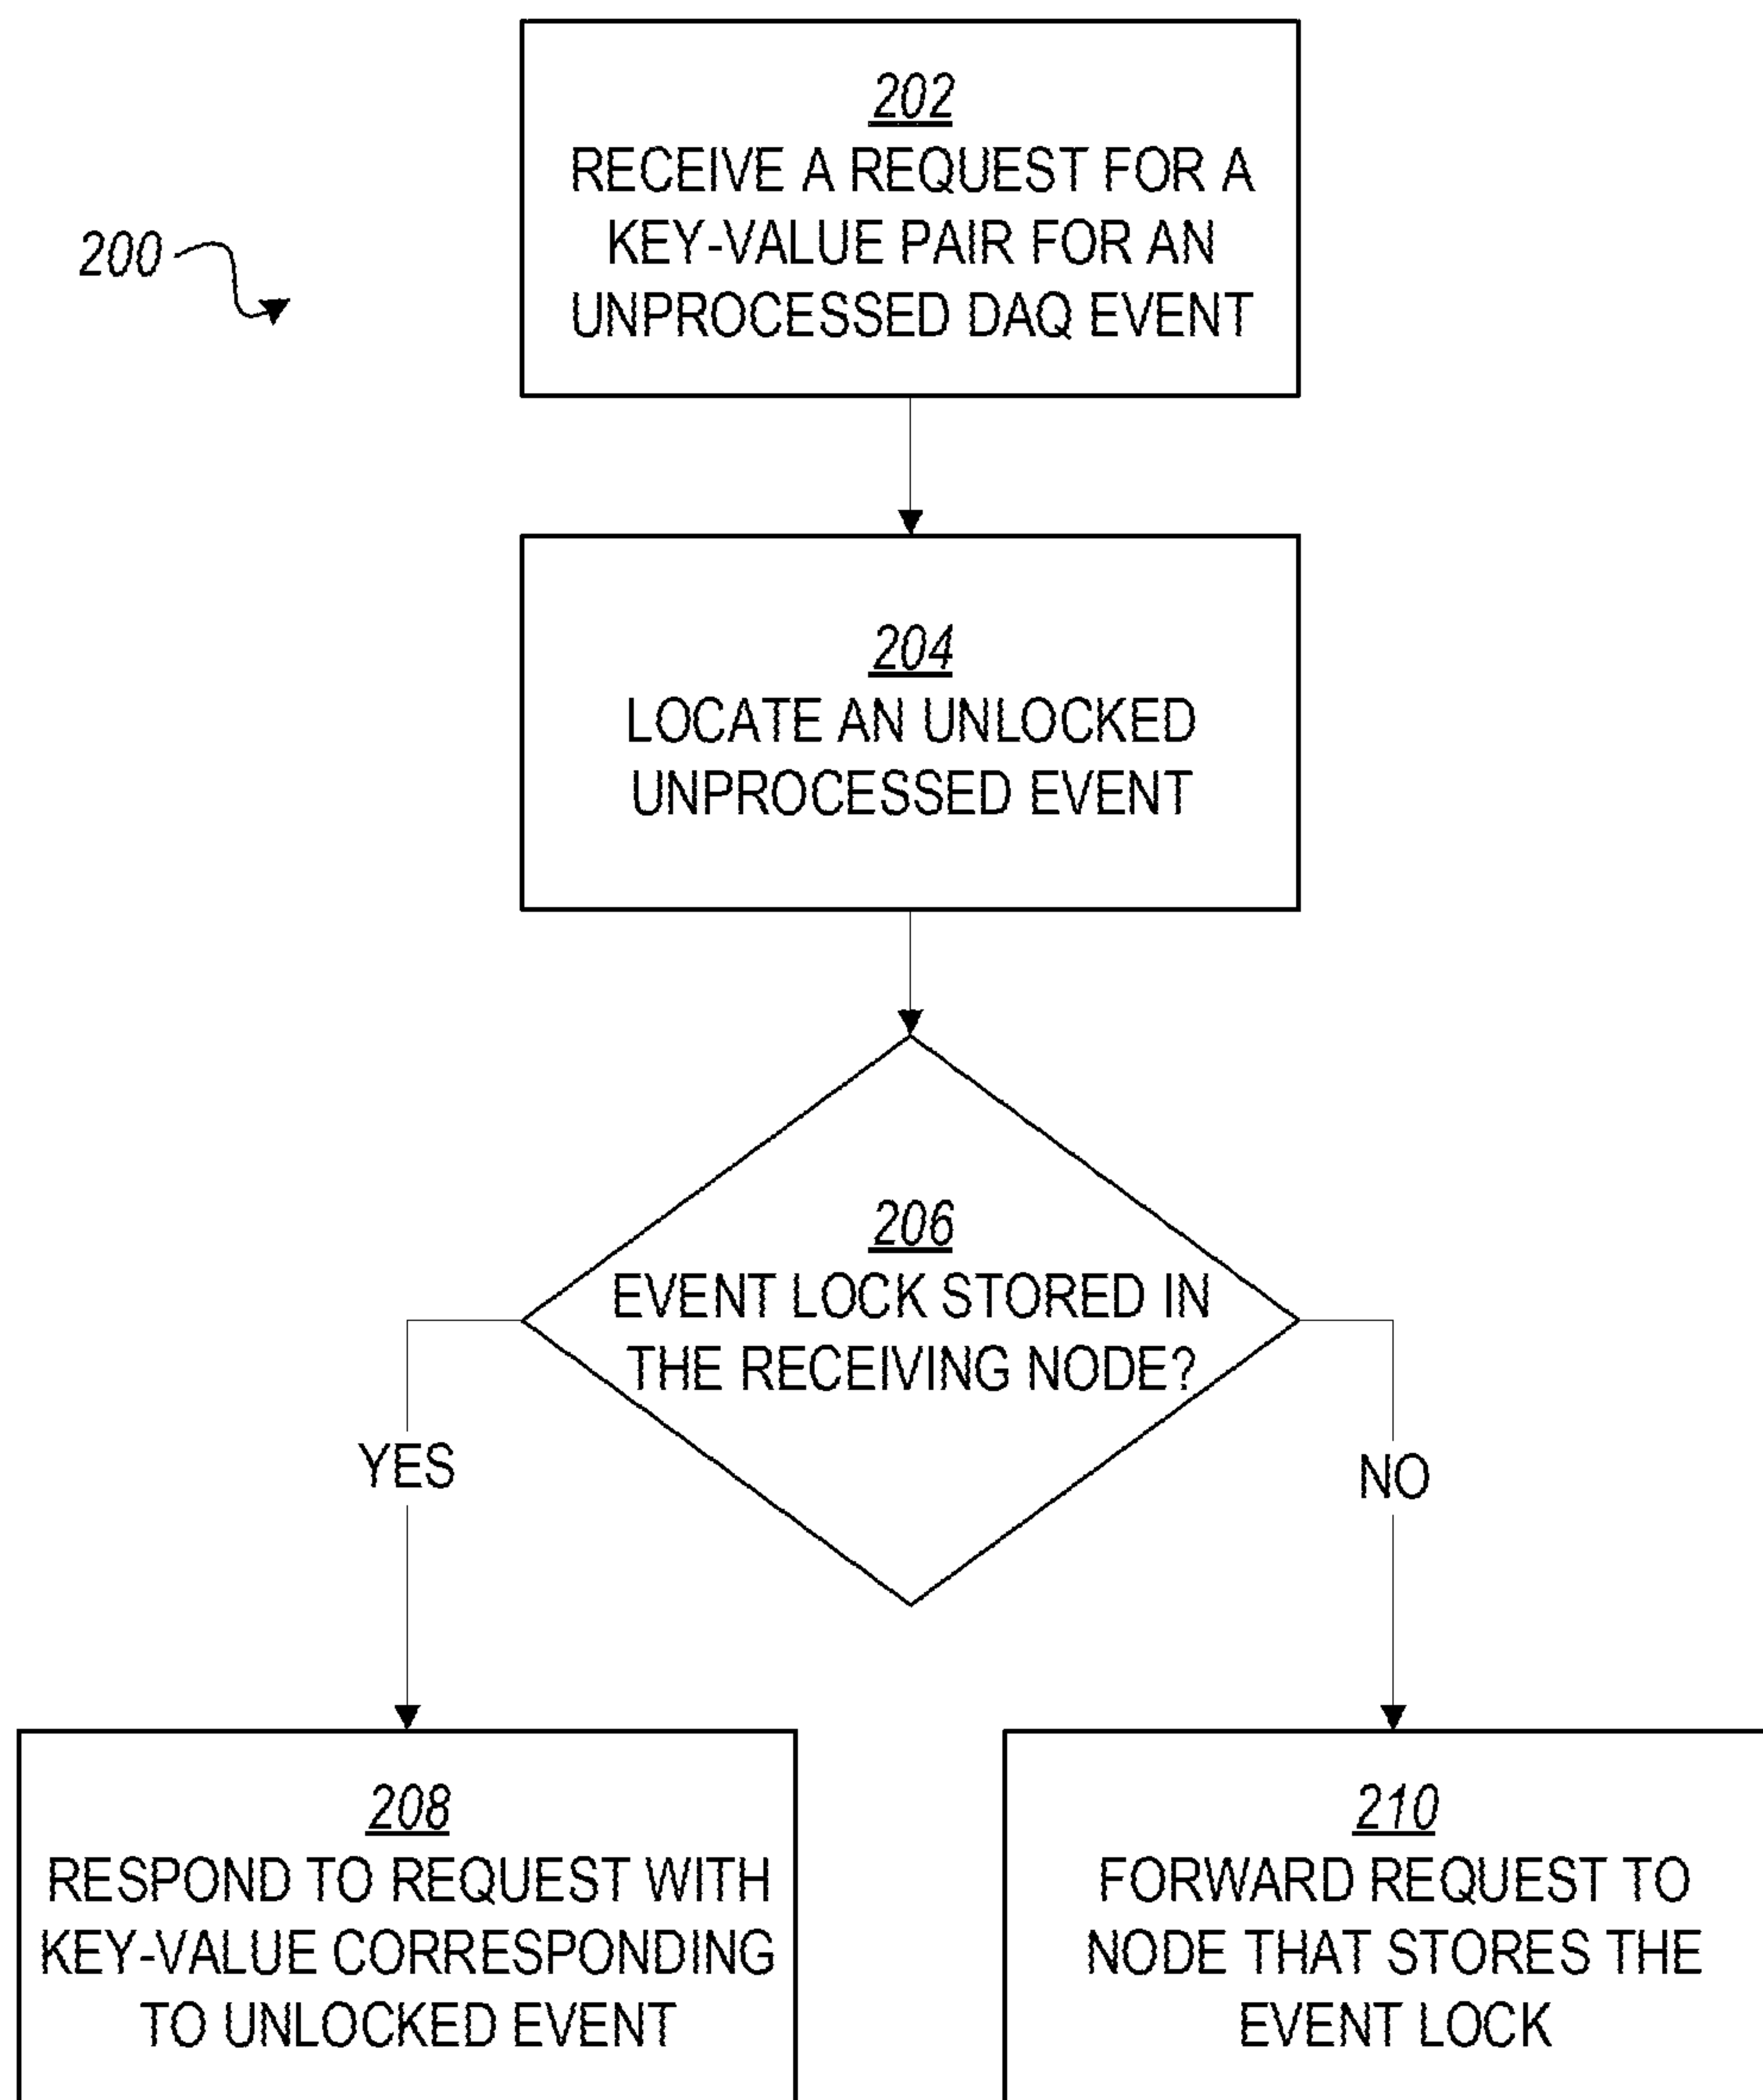 200
202
RECEIVE A REQUEST FOR A
KEY-VALUE PAIR FOR AN
UNPROCESSED DAQ EVENT
204
LOCATE AN UNLOCKED
UNPROCESSED EVENT
206
EVENT LOCK STORED IN
THE RECEIVING NODE?
YES
NO
208
RESPOND TO REQUEST WITH
KEY-VALUE CORRESPONDING
TO UNLOCKED EVENT
210
FORWARD REQUEST TO
NODE THAT STORES THE
EVENT LOCK